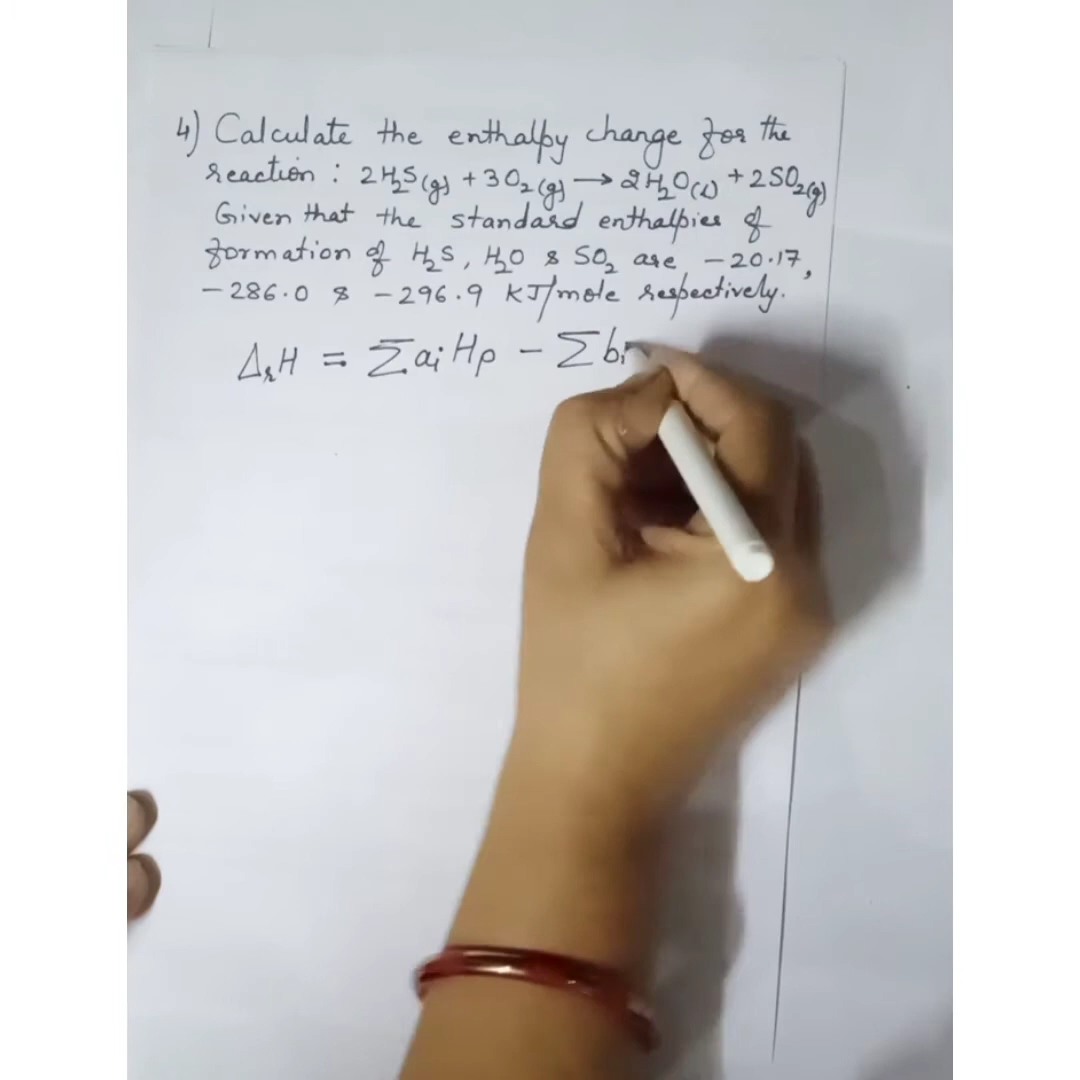 4) Calculate the enthalpy change for the
reaction : 2H₂S(g) + 3O₂(g) → 2H₂O(l) + 2SO₂(g)
Given that the standard enthalpies of
formation of H₂S, H₂O & SO₂ are −20.17,
−286.0 & −296.9 KJ/mole respectively.
ΔᵣH = Σaᵢ Hp − Σbᵢ